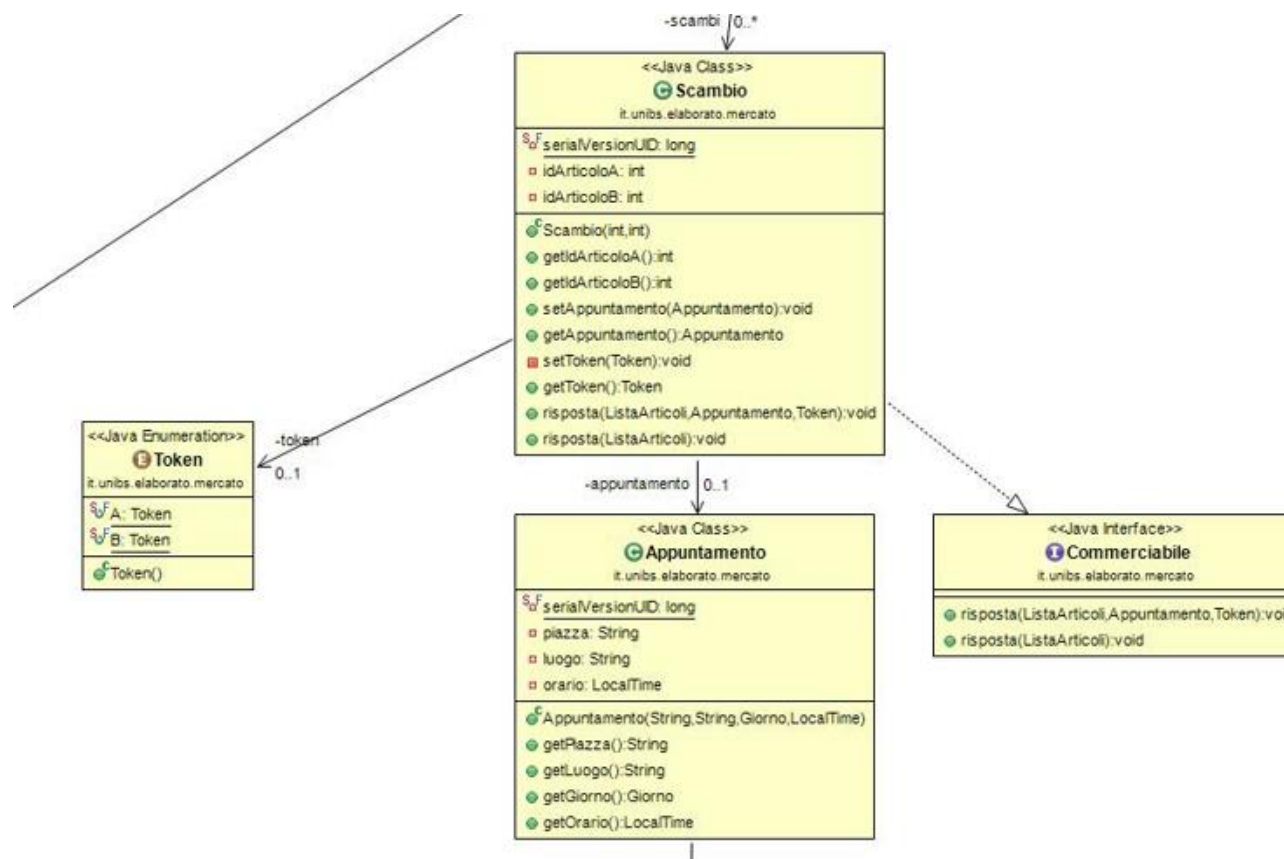 -scambi
0..*
<<Java Class>>
Scambio
it.unibs.elaborato.mercato
serialVersionUID: long
idArticoloA: int
idArticoloB: int
Scambio(int,int)
getIdArticoloA():int
getIdArticoloB():int
setAppuntamento(Appuntamento):void
getAppuntamento():Appuntamento
setToken(Token):void
getToken():Token
risposta(ListaArticoli,Appuntamento,Token):void
risposta(ListaArticoli):void
-token
0..1
<<Java Enumeration>>
Token
it.unibs.elaborato.mercato
A: Token
B: Token
Token()
-appuntamento
0..1
<<Java Class>>
Appuntamento
it.unibs.elaborato.mercato
serialVersionUID: long
piazza: String
luogo: String
orario: LocalTime
Appuntamento(String,String,Giorno,LocalTime)
getPiazza():String
getLuogo():String
getGiorno():Giorno
getOrario():LocalTime
<<Java Interface>>
Commerciabile
it.unibs.elaborato.mercato
risposta(ListaArticoli,Appuntamento,Token):voi
risposta(ListaArticoli):void